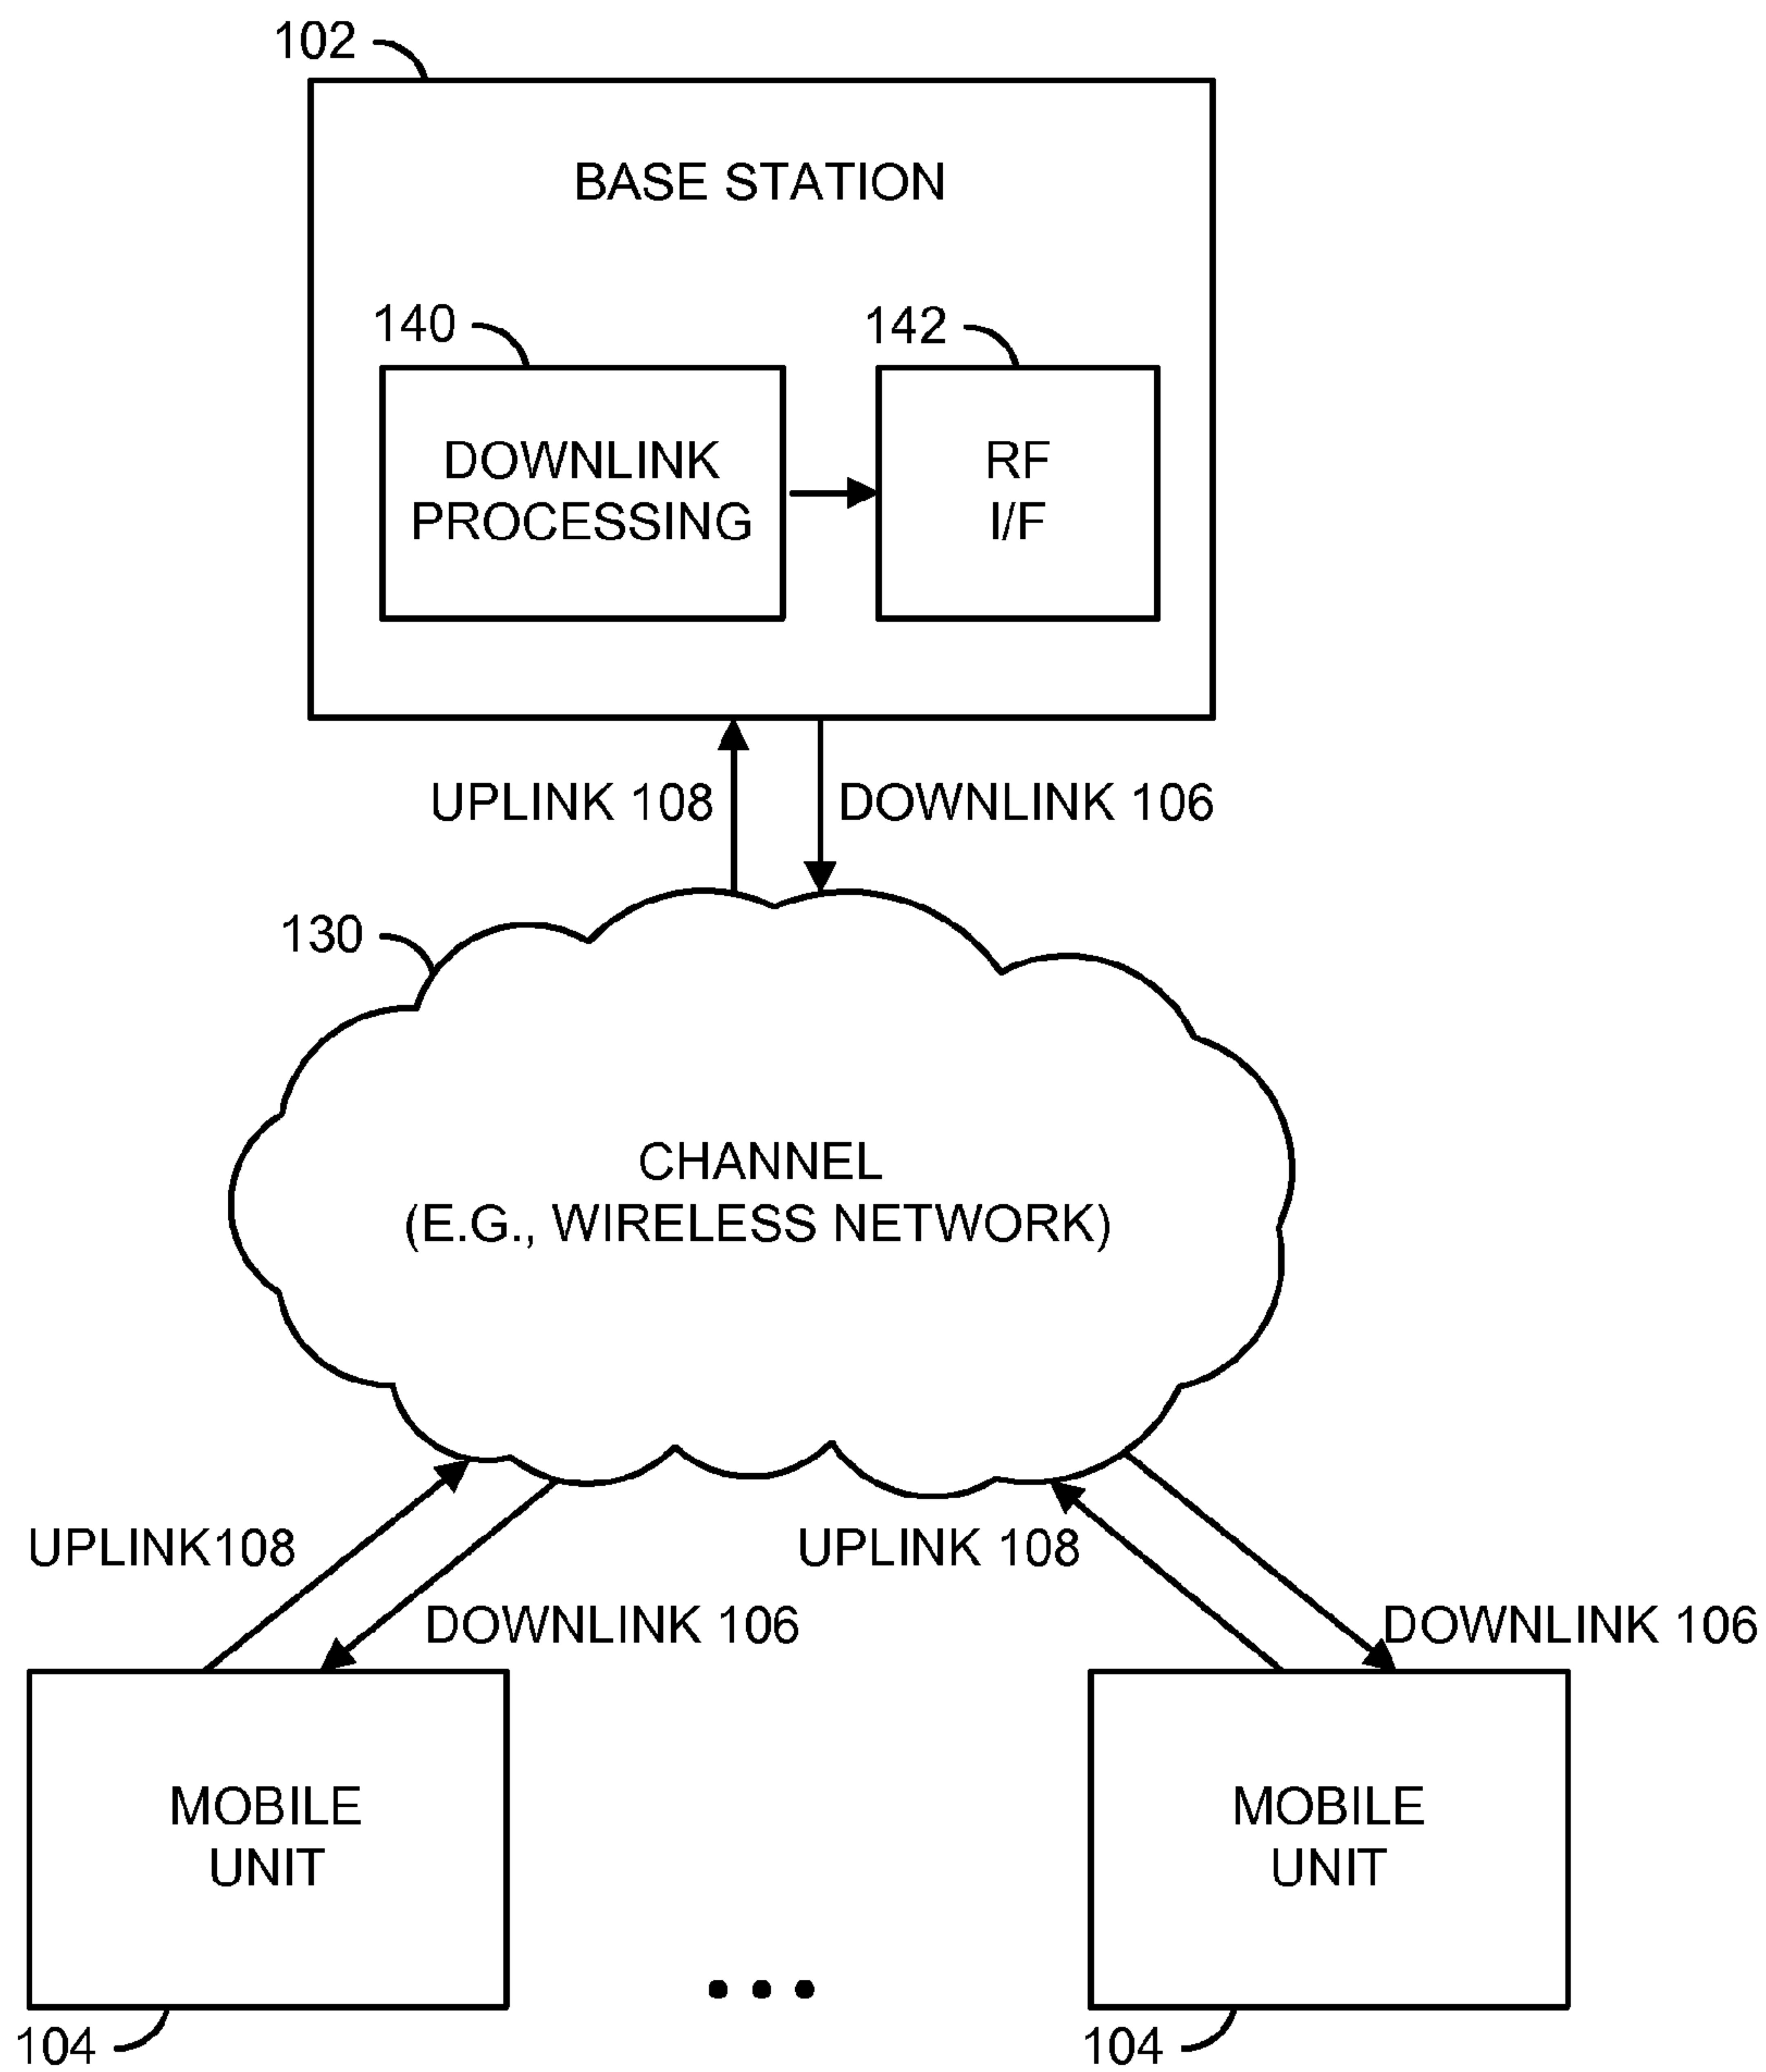 102
BASE STATION
140
142
DOWNLINK
PROCESSING
RF
I/F
UPLINK 108
DOWNLINK 106
130
CHANNEL
(E.G., WIRELESS NETWORK)
UPLINK108
DOWNLINK 106
UPLINK 108
DOWNLINK 106
MOBILE
UNIT
MOBILE
UNIT
...
104
104